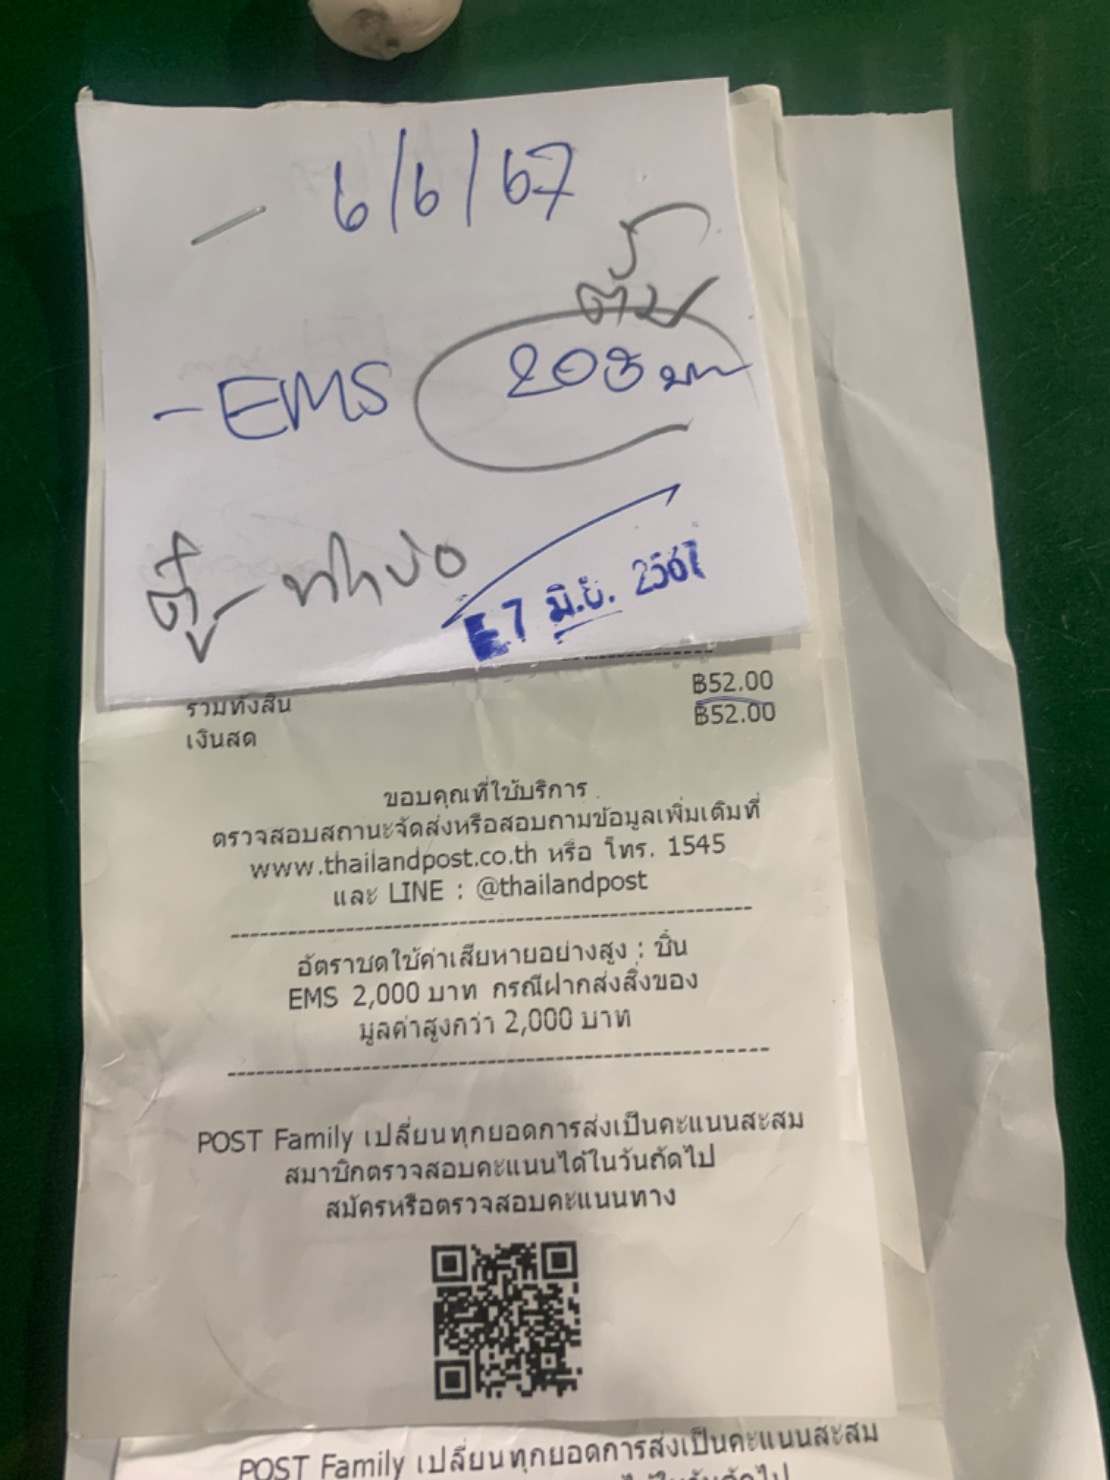 6/6/67
ตั้ม
-EMS 203 บาท
ตู้-
-7 มิ.ย. 2567
รวมทั้งสิ้น ฿52.00
เงินสด ฿52.00
ขอบคุณที่ใช้บริการ
ตรวจสอบสถานะจัดส่งหรือสอบถามข้อมูลเพิ่มเติมที่
www.thailandpost.co.th หรือ โทร. 1545
และ LINE : @thailandpost
อัตราชดใช้ค่าเสียหายอย่างสูง : ชิ้น
EMS 2,000 บาท กรณีฝากส่งสิ่งของ
มูลค่าสูงกว่า 2,000 บาท
POST Family เปลี่ยนทุกยอดการส่งเป็นคะแนนสะสม
สมาชิกตรวจสอบคะแนนได้ในวันถัดไป
สมัครหรือตรวจสอบคะแนนทาง
POST Family เปลี่ยนทุกยอดการส่งเป็นคะแนนสะสม